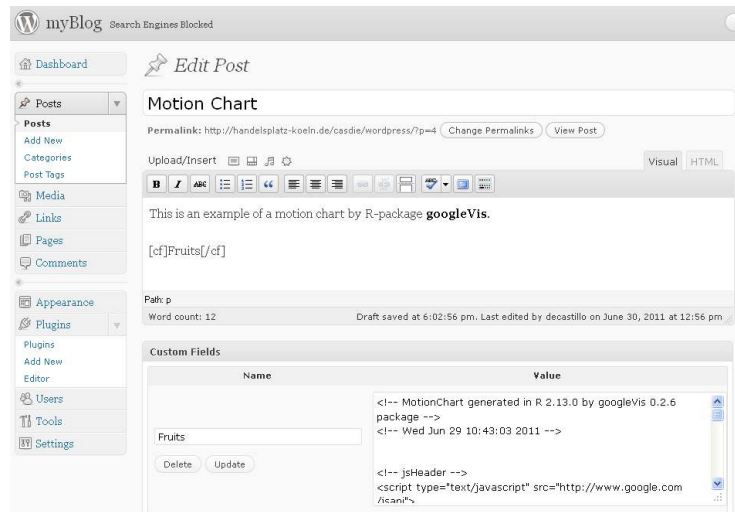 myBlog Search Engines Blocked
Dashboard
Posts
Posts
Add New
Categories
Post Tags
Media
Links
Pages
Comments
Appearance
Plugins
Plugins
Add New
Editor
Users
Tools
Settings
Edit Post
Motion Chart
Permalink: http://handelsplatz-koeln.de/casdie/wordpress/?p=4 Change Permalinks View Post
Upload/Insert Visual HTML
B I ABC
This is an example of a motion chart by R-package googleVis.
[cf]Fruits[/cf]
Path: p
Word count: 12 Draft saved at 6:02:56 pm. Last edited by decastillo on June 30, 2011 at 12:56 pm
Custom Fields
Name Value
Fruits
Delete Update
<!-- MotionChart generated in R 2.13.0 by googleVis 0.2.6
package -->
<!-- Wed Jun 29 10:43:03 2011 -->
<!-- jsHeader -->
<script type="text/javascript" src="http://www.google.com
/jsapi">